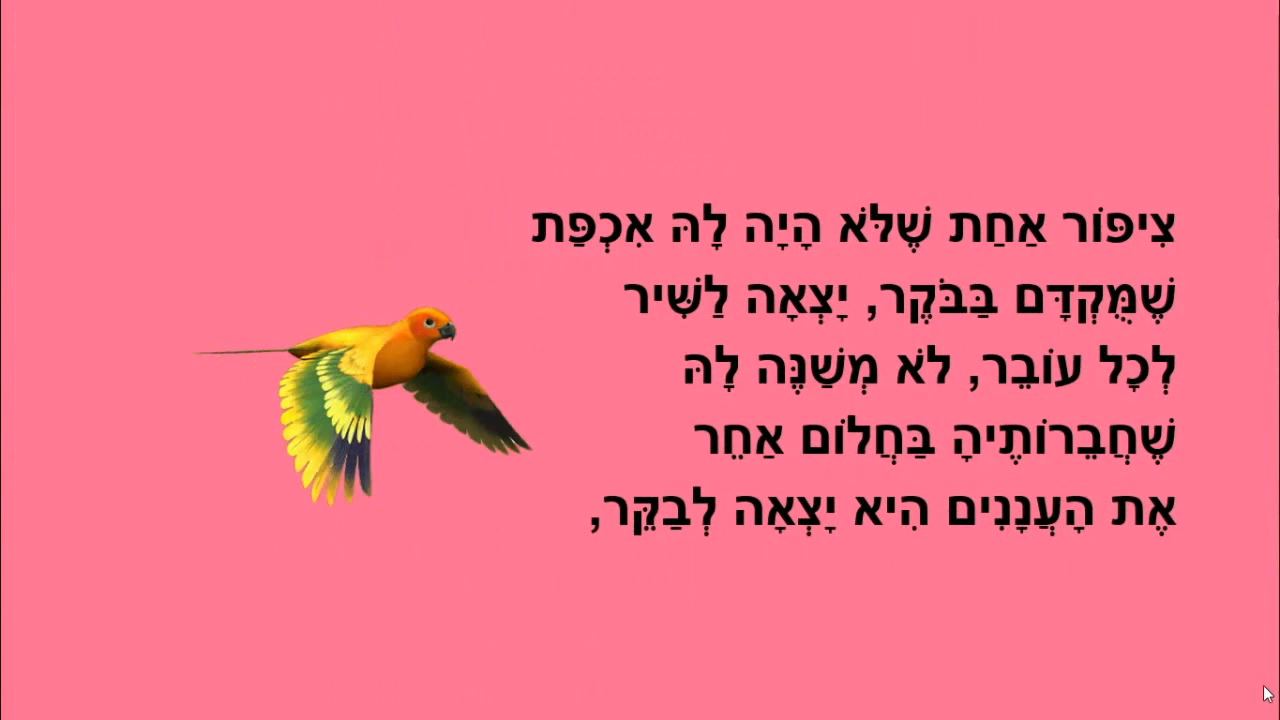 צִיפּוֹר אַחַת שֶׁלֹּא הָיָה לָהּ אִכְפַּת
שֶׁמֻּקְדָּם בַּבֹּקֶר, יָצְאָה לַשִּׁיר
לְכָל עוֹבֵר, לֹא מְשַׁנֶּה לָהּ
שֶׁחֲבֵרוֹתֶיהָ בַּחֲלוֹם אַחֵר
אֶת הָעֲנָנִים הִיא יָצְאָה לְבַקֵּר,